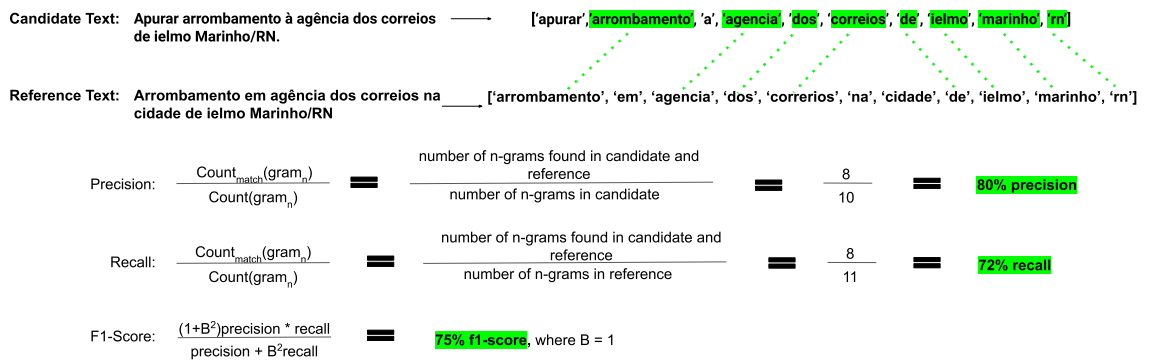 Candidate Text: Apurar arrombamento à agência dos correios ['apurar','arrombamento', 'a', 'agencia', 'dos', 'correios', 'de', 'ielmo', 'marinho', 'rn']
de ielmo Marinho/RN.
Reference Text: Arrombamento em agência dos correios na ['arrombamento', 'em', 'agencia', 'dos', 'correrios', 'na', 'cidade', 'de', 'ielmo', 'marinho', 'rn']
cidade de ielmo Marinho/RN
number of n-grams found in candidate and
reference
Precision: Count_match(gram_n) / Count(gram_n) = number of n-grams in candidate = 8 / 10 = 80% precision
number of n-grams found in candidate and
reference
Recall: Count_match(gram_n) / Count(gram_n) = number of n-grams in reference = 8 / 11 = 72% recall
F1-Score: (1+B²)precision * recall / precision + B²recall = 75% f1-score, where B = 1